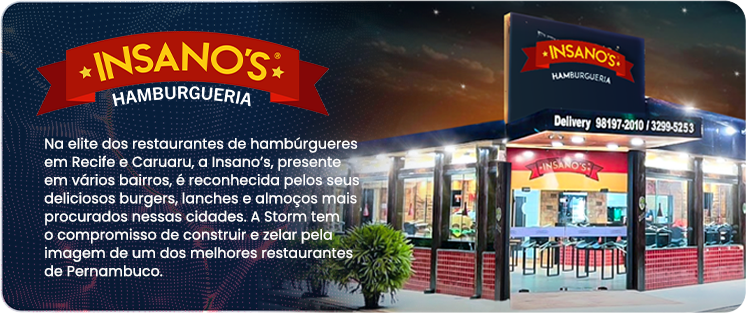 INSANO'S®
HAMBURGUERIA
Na elite dos restaurantes de hambúrgueres
em Recife e Caruaru, a Insano's, presente
em vários bairros, é reconhecida pelos seus
deliciosos burgers, lanches e almoços mais
procurados nessas cidades. A Storm tem
o compromisso de construir e zelar pela
imagem de um dos melhores restaurantes
de Pernambuco.
INSANO'S
HAMBURGUERIA
Delivery 98197-2010 / 3299-5253
INSANO'S